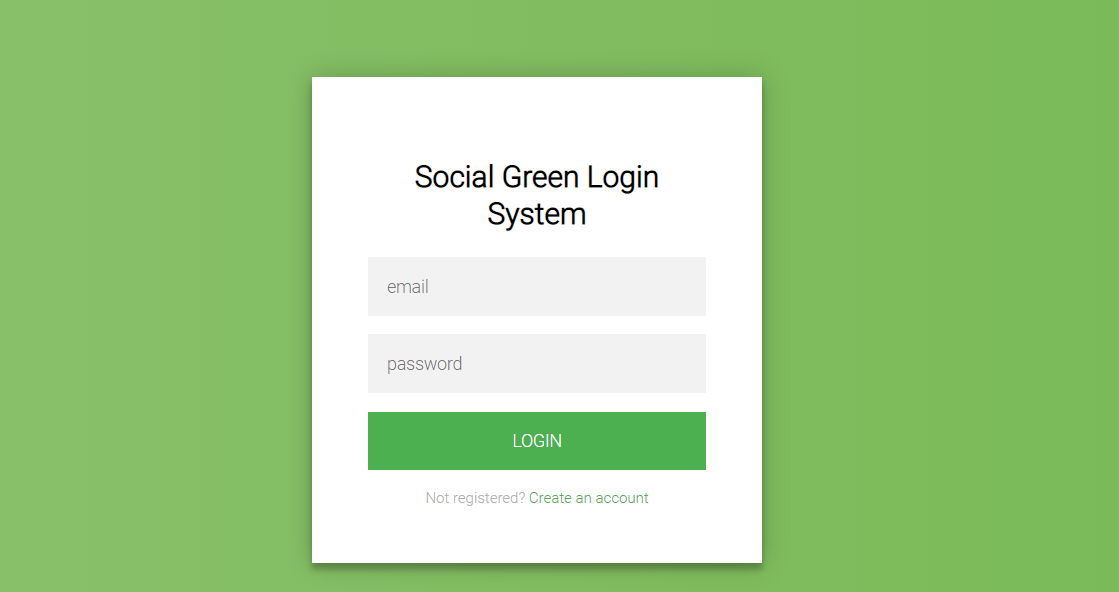 Social Green Login
System
email
password
LOGIN
Not registered? Create an account